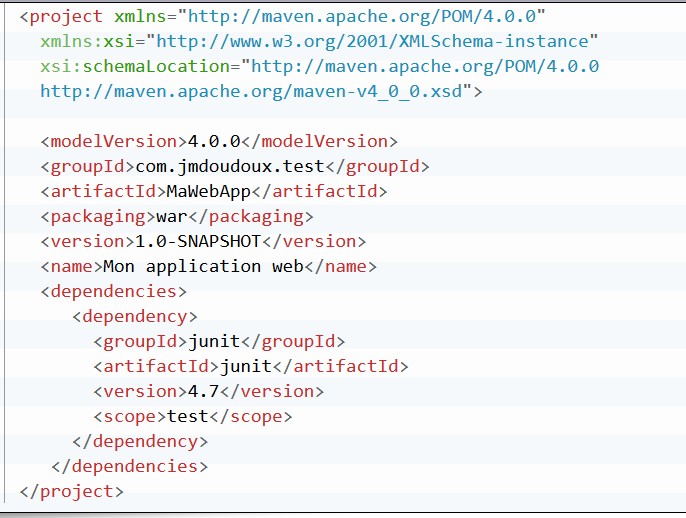 <project xmlns="http://maven.apache.org/POM/4.0.0"
xmlns:xsi="http://www.w3.org/2001/XMLSchema-instance"
xsi:schemaLocation="http://maven.apache.org/POM/4.0.0
http://maven.apache.org/maven-v4_0_0.xsd">
<modelVersion>4.0.0</modelVersion>
<groupId>com.jmdoudoux.test</groupId>
<artifactId>MaWebApp</artifactId>
<packaging>war</packaging>
<version>1.0-SNAPSHOT</version>
<name>Mon application web</name>
<dependencies>
<dependency>
<groupId>junit</groupId>
<artifactId>junit</artifactId>
<version>4.7</version>
<scope>test</scope>
</dependency>
</dependencies>
</project>